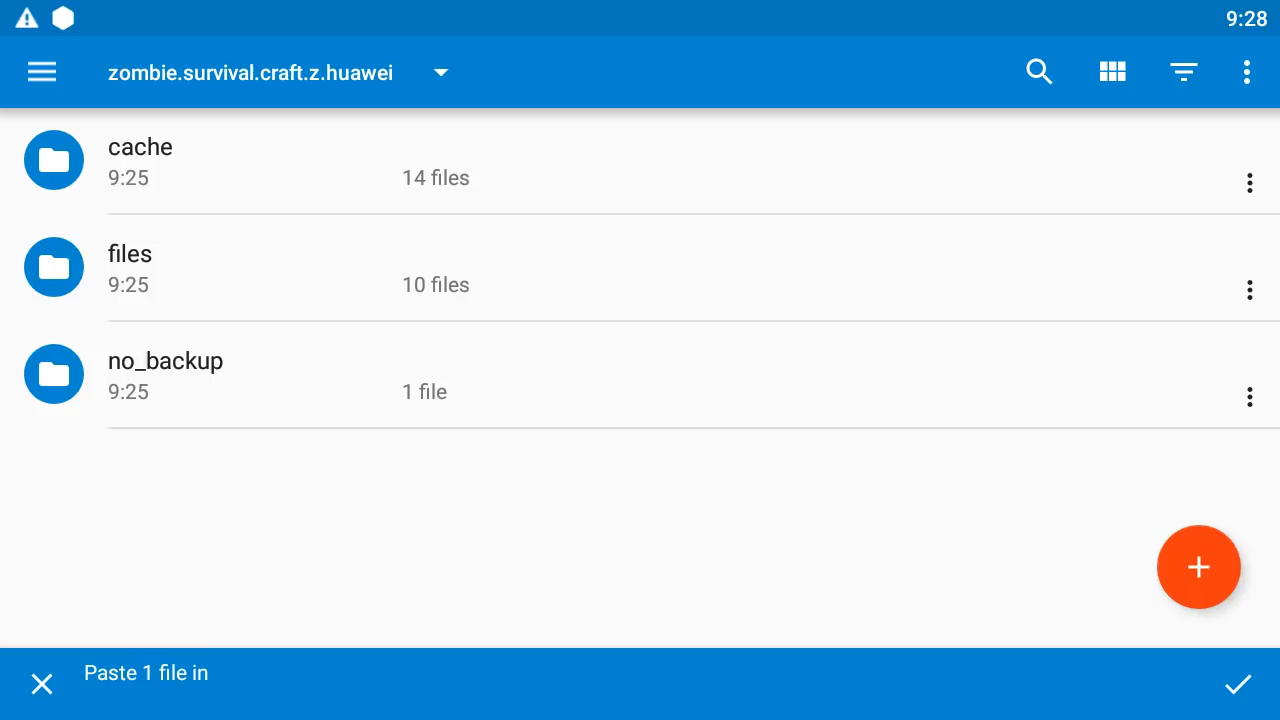 9:28
zombie.survival.craft.z.huawei
cache
9:25 14 files
files
9:25 10 files
no_backup
9:25 1 file
Paste 1 file in